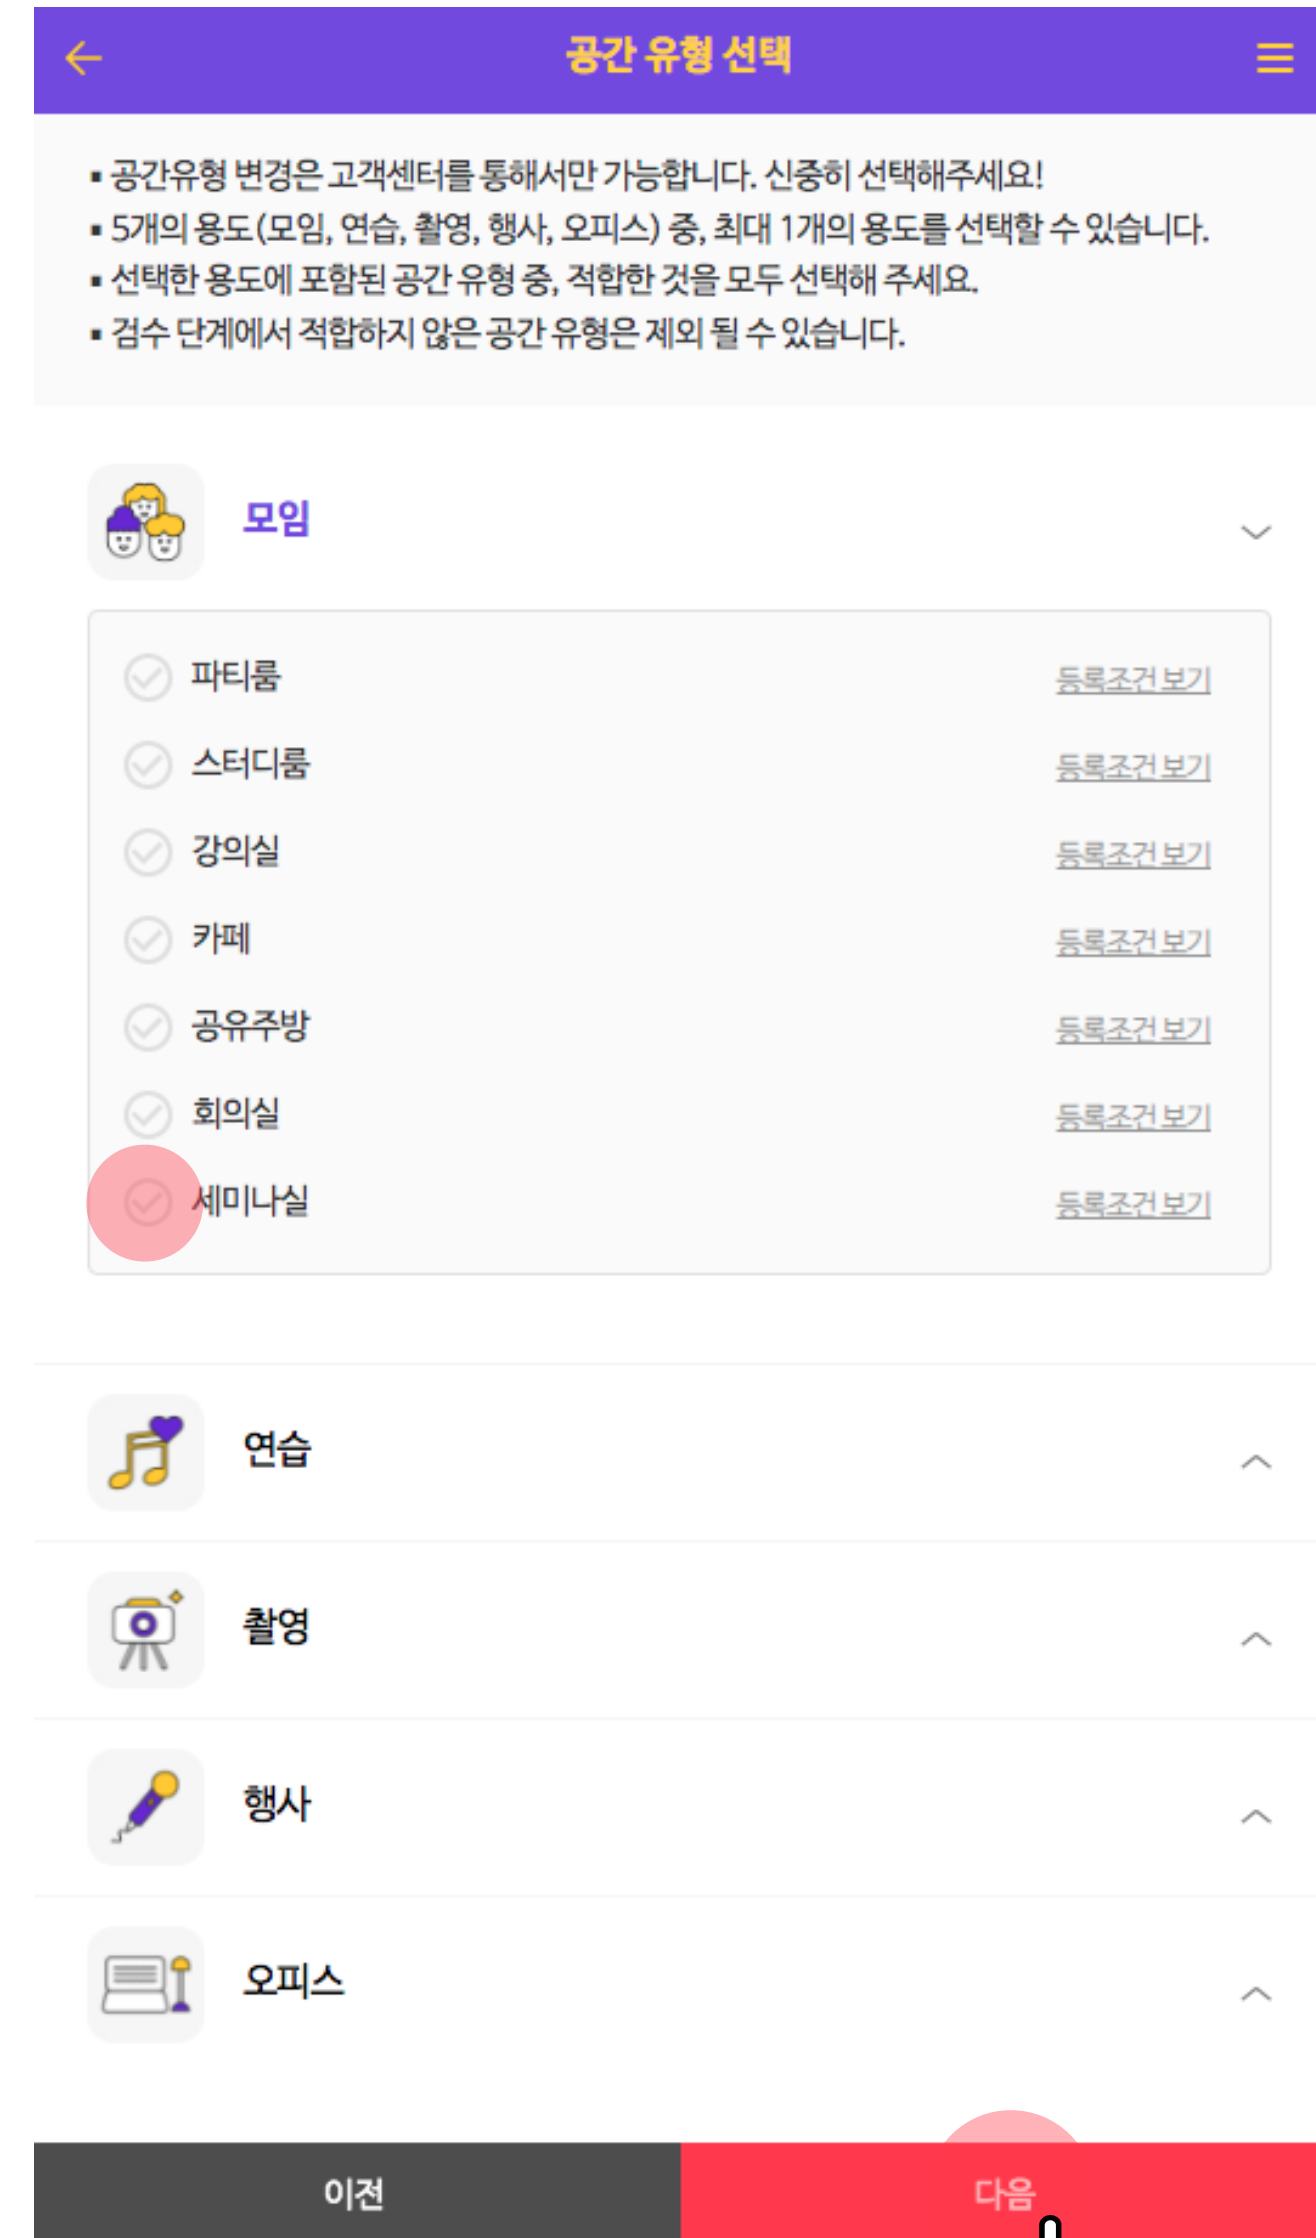 공간 유형 선택
▪ 공간유형 변경은 고객센터를 통해서만 가능합니다. 신중히 선택해주세요!
▪ 5개의 용도(모임, 연습, 촬영, 행사, 오피스) 중, 최대 1개의 용도를 선택할 수 있습니다.
▪ 선택한 용도에 포함된 공간 유형 중, 적합한 것을 모두 선택해 주세요.
▪ 검수 단계에서 적합하지 않은 공간 유형은 제외 될 수 있습니다.
모임
파티룸 등록조건 보기
스터디룸 등록조건 보기
강의실 등록조건 보기
카페 등록조건 보기
공유주방 등록조건 보기
회의실 등록조건 보기
세미나실 등록조건 보기
연습
촬영
행사
오피스
이전 다음